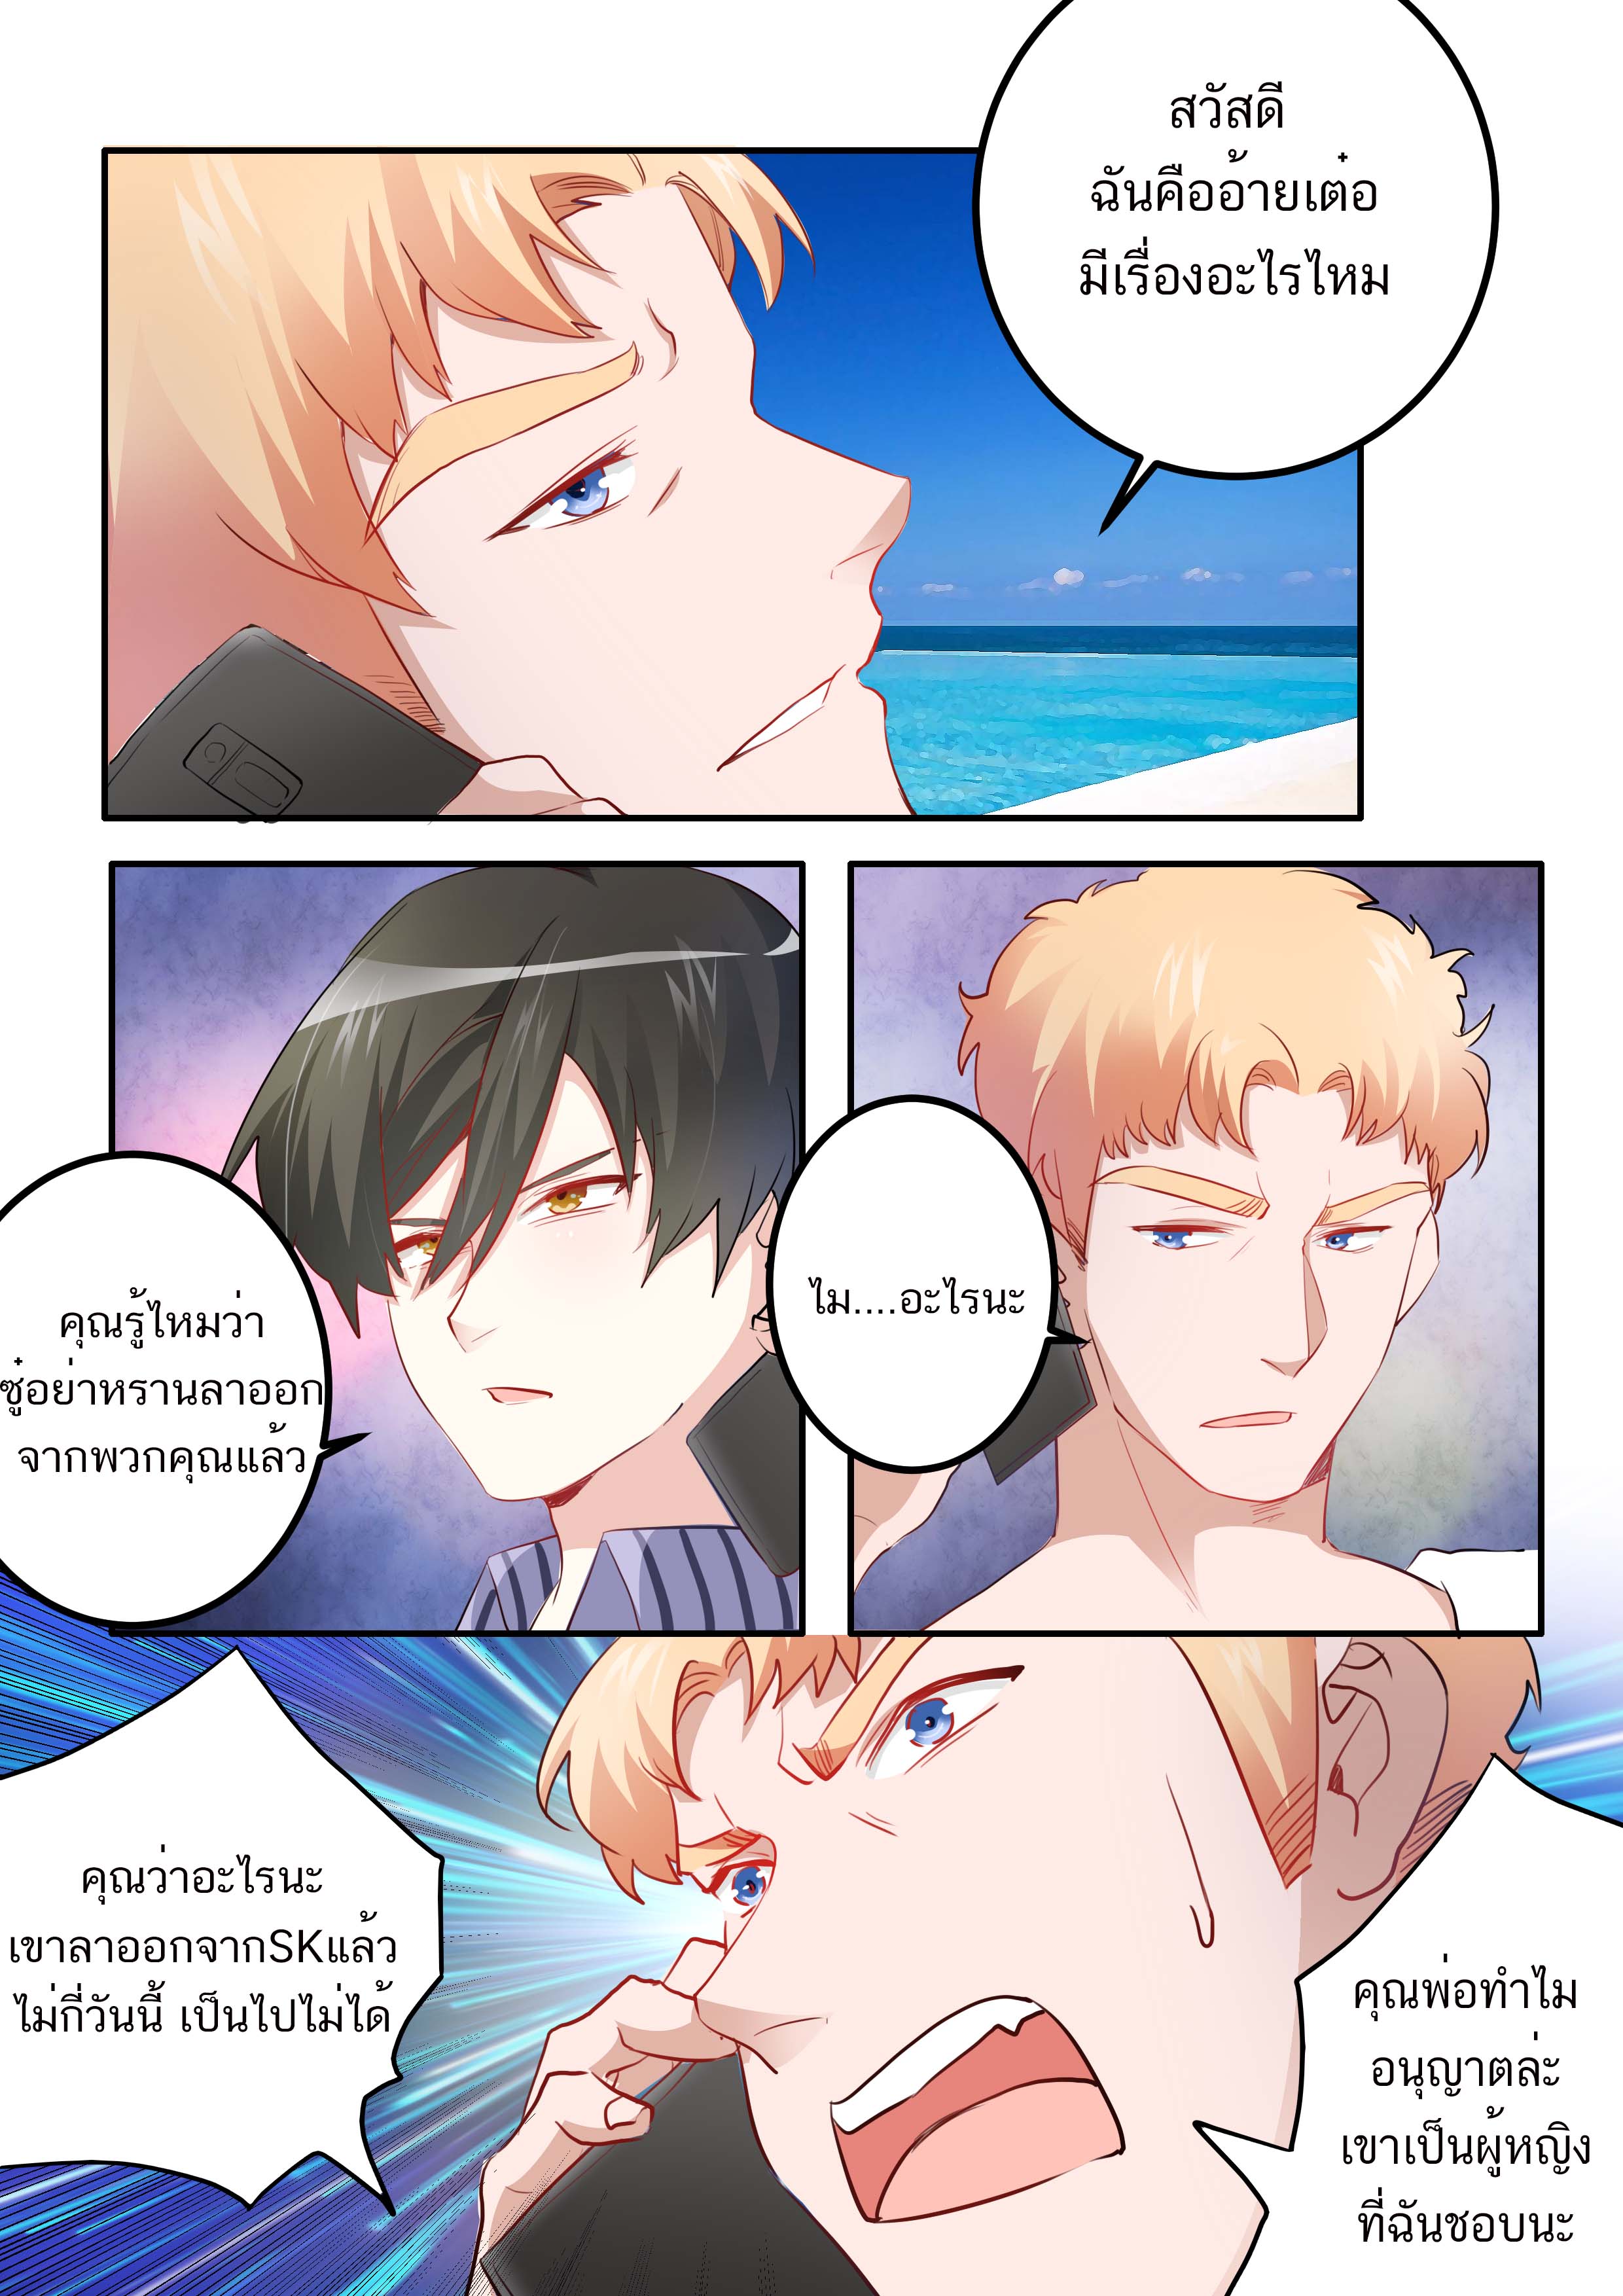 สวัสดี
ฉันคืออ้ายเต๋อ
มีเรื่องอะไรไหม
คุณรู้ไหมว่า
ซู๋อย่าหรานลาออก
จากพวกคุณแล้ว
ไม....อะไรนะ
คุณว่าอะไรนะ
เขาลาออกจากSKแล้ว
ไม่กี่วันนี้ เป็นไปไม่ได้
คุณพ่อทำไม
อนุญาตล่ะ
เขาเป็นผู้หญิง
ที่ฉันชอบนะ